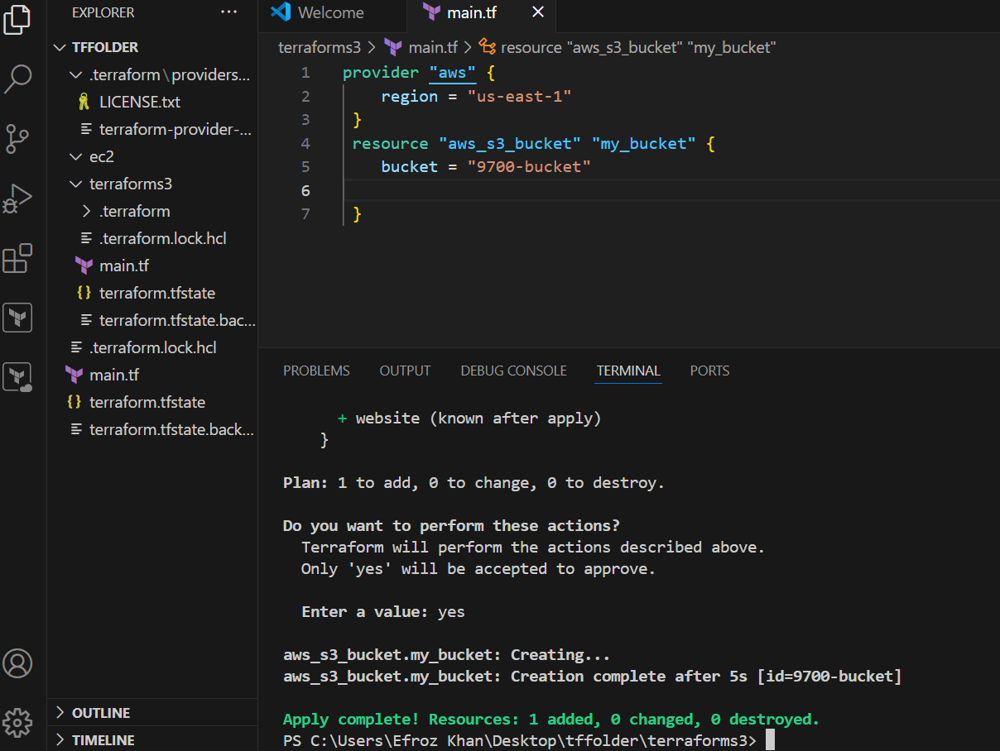 EXPLORER
TFFOLDER
.terraform\providers...
LICENSE.txt
terraform-provider-...
ec2
terraforms3
.terraform
.terraform.lock.hcl
main.tf
terraform.tfstate
terraform.tfstate.bac...
.terraform.lock.hcl
main.tf
terraform.tfstate
terraform.tfstate.back...
OUTLINE
TIMELINE
Welcome
main.tf
terraforms3 > main.tf > resource "aws_s3_bucket" "my_bucket"
1 provider "aws" {
2 region = "us-east-1"
3 }
4 resource "aws_s3_bucket" "my_bucket" {
5 bucket = "9700-bucket"
6
7 }
PROBLEMS OUTPUT DEBUG CONSOLE TERMINAL PORTS
+ website (known after apply)
}
Plan: 1 to add, 0 to change, 0 to destroy.
Do you want to perform these actions?
Terraform will perform the actions described above.
Only 'yes' will be accepted to approve.
Enter a value: yes
aws_s3_bucket.my_bucket: Creating...
aws_s3_bucket.my_bucket: Creation complete after 5s [id=9700-bucket]
Apply complete! Resources: 1 added, 0 changed, 0 destroyed.
PS C:\Users\Efroz Khan\Desktop\tffolder\terraforms3>